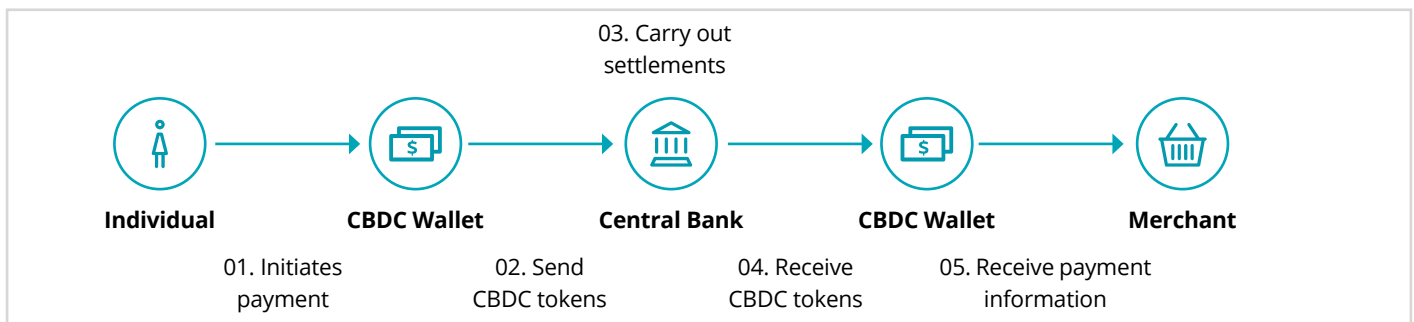 03. Carry out
settlements
$
$
Individual
CBDC Wallet
Central Bank
CBDC Wallet
Merchant
01. Initiates
payment
02. Send
CBDC tokens
04. Receive
CBDC tokens
05. Receive payment
information